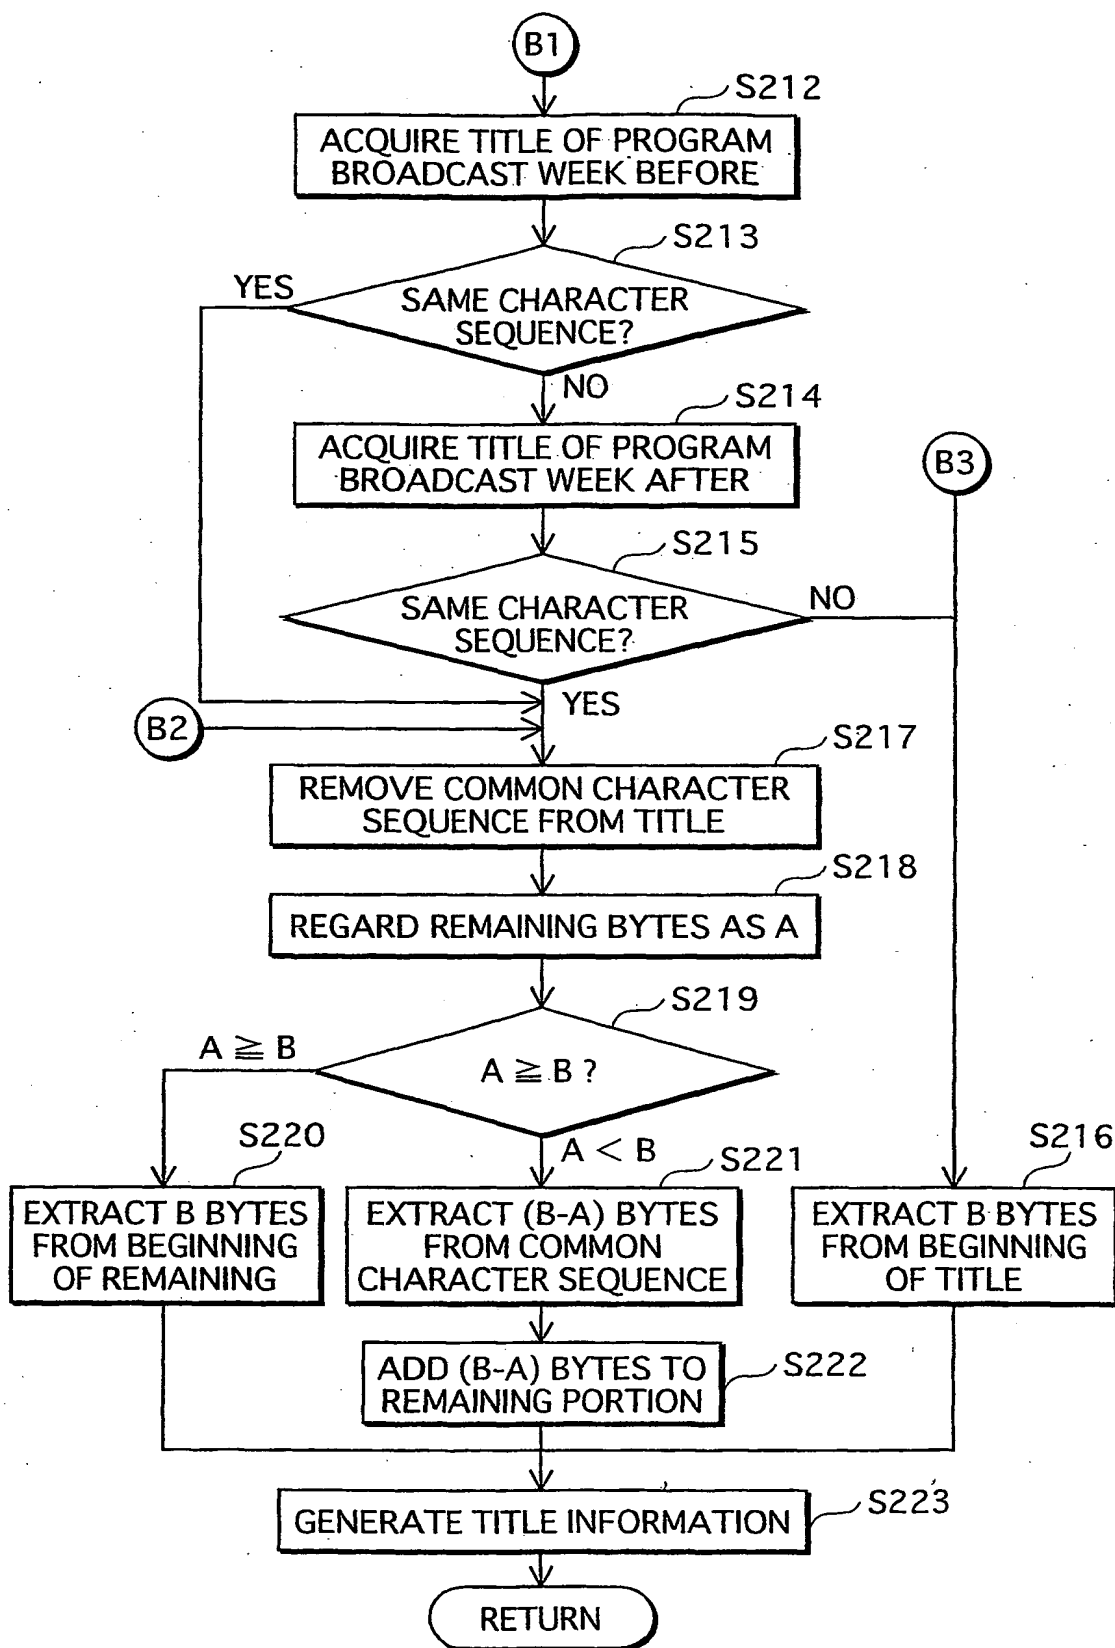 B1
S212
ACQUIRE TITLE OF PROGRAM
BROADCAST WEEK BEFORE
S213
YES
SAME CHARACTER
SEQUENCE?
NO
S214
ACQUIRE TITLE OF PROGRAM
BROADCAST WEEK AFTER
B3
S215
NO
SAME CHARACTER
SEQUENCE?
YES
B2
S217
REMOVE COMMON CHARACTER
SEQUENCE FROM TITLE
S218
REGARD REMAINING BYTES AS A
S219
A ≧ B
A ≧ B ?
A < B
S220
S221
S216
EXTRACT B BYTES
FROM BEGINNING
OF REMAINING
EXTRACT (B-A) BYTES
FROM COMMON
CHARACTER SEQUENCE
EXTRACT B BYTES
FROM BEGINNING
OF TITLE
ADD (B-A) BYTES TO
REMAINING PORTION
S222
S223
GENERATE TITLE INFORMATION
RETURN